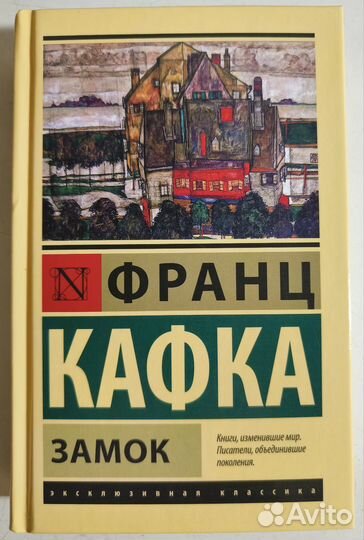 N ФРАНЦ
КАФКА
ЗАМОК
Книги, изменившие мир.
Писатели, объединившие
поколения.
эксклюзивная классика
Avito